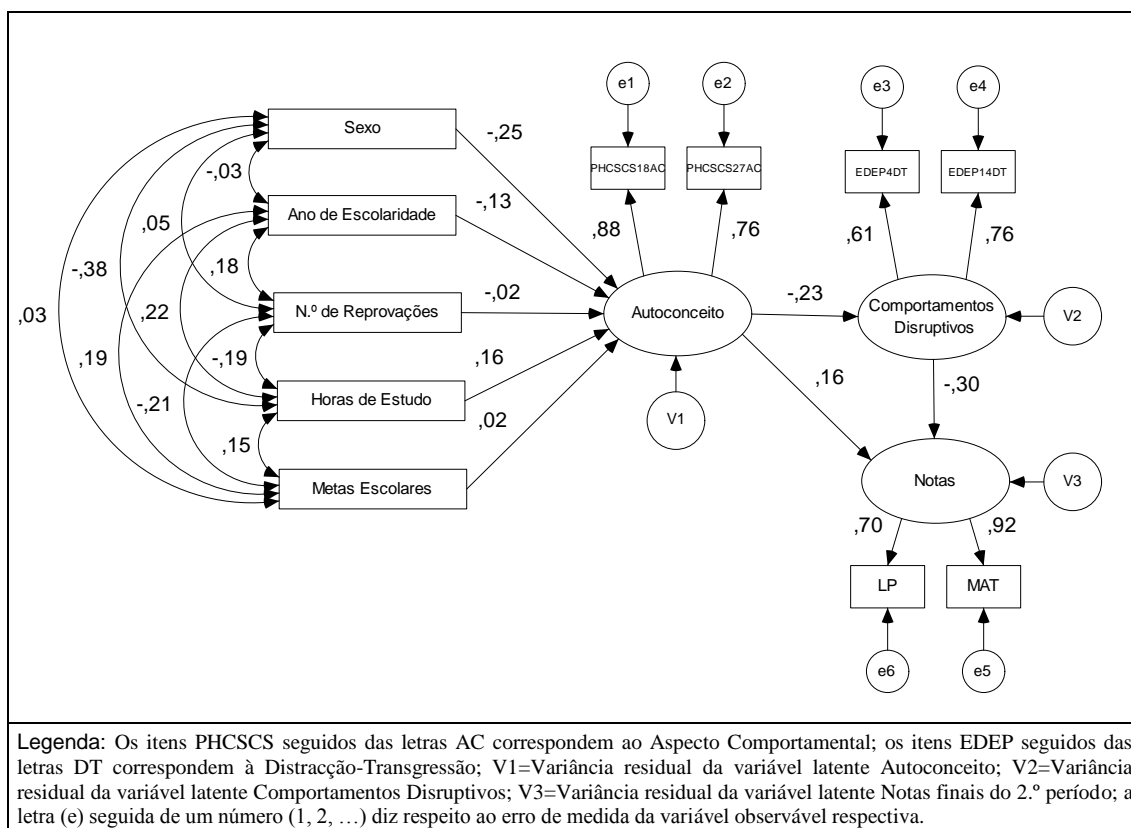 e1
e2
e3
e4
Sexo
-,25
PHCSCS18AC
PHCSCS27AC
EDEP4DT
EDEP14DT
-,03
Ano de Escolaridade
-,13
,05
,88
,76
,61
,76
-,38
,18
,03
N.º de Reprovações
-,02
Autoconceito
-,23
Comportamentos
Disruptivos
V2
,22
,19
-,19
,16
,16
-,30
-,21
Horas de Estudo
,02
V1
,15
Metas Escolares
Notas
V3
,70
,92
LP
MAT
e6
e5
Legenda: Os itens PHCSCS seguidos das letras AC correspondem ao Aspecto Comportamental; os itens EDEP seguidos das
letras DT correspondem à Distracção-Transgressão; V1=Variância residual da variável latente Autoconceito; V2=Variância
residual da variável latente Comportamentos Disruptivos; V3=Variância residual da variável latente Notas finais do 2.º período; a
letra (e) seguida de um número (1, 2, …) diz respeito ao erro de medida da variável observável respectiva.